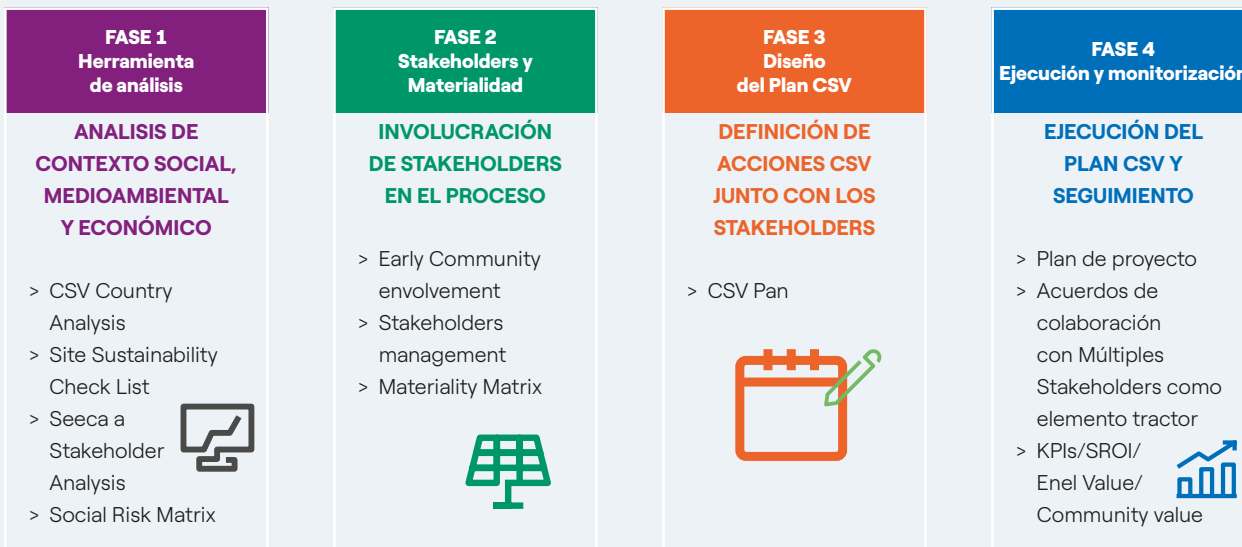 FASE 1
Herramienta
de análisis
ANALISIS DE
CONTEXTO SOCIAL,
MEDIOAMBIENTAL
Y ECONÓMICO
> CSV Country
Analysis
> Site Sustainability
Check List
> Seeca a
Stakeholder
Analysis
> Social Risk Matrix
FASE 2
Stakeholders y
Materialidad
INVOLUCRACIÓN
DE STAKEHOLDERS
EN EL PROCESO
> Early Community
envolvement
> Stakeholders
management
> Materiality Matrix
FASE 3
Diseño
del Plan CSV
DEFINICIÓN DE
ACCIONES CSV
JUNTO CON LOS
STAKEHOLDERS
> CSV Pan
FASE 4
Ejecución y monitorización
EJECUCIÓN DEL
PLAN CSV Y
SEGUIMIENTO
> Plan de proyecto
> Acuerdos de
colaboración
con Múltiples
Stakeholders como
elemento tractor
> KPIs/SROI/
Enel Value/
Community value